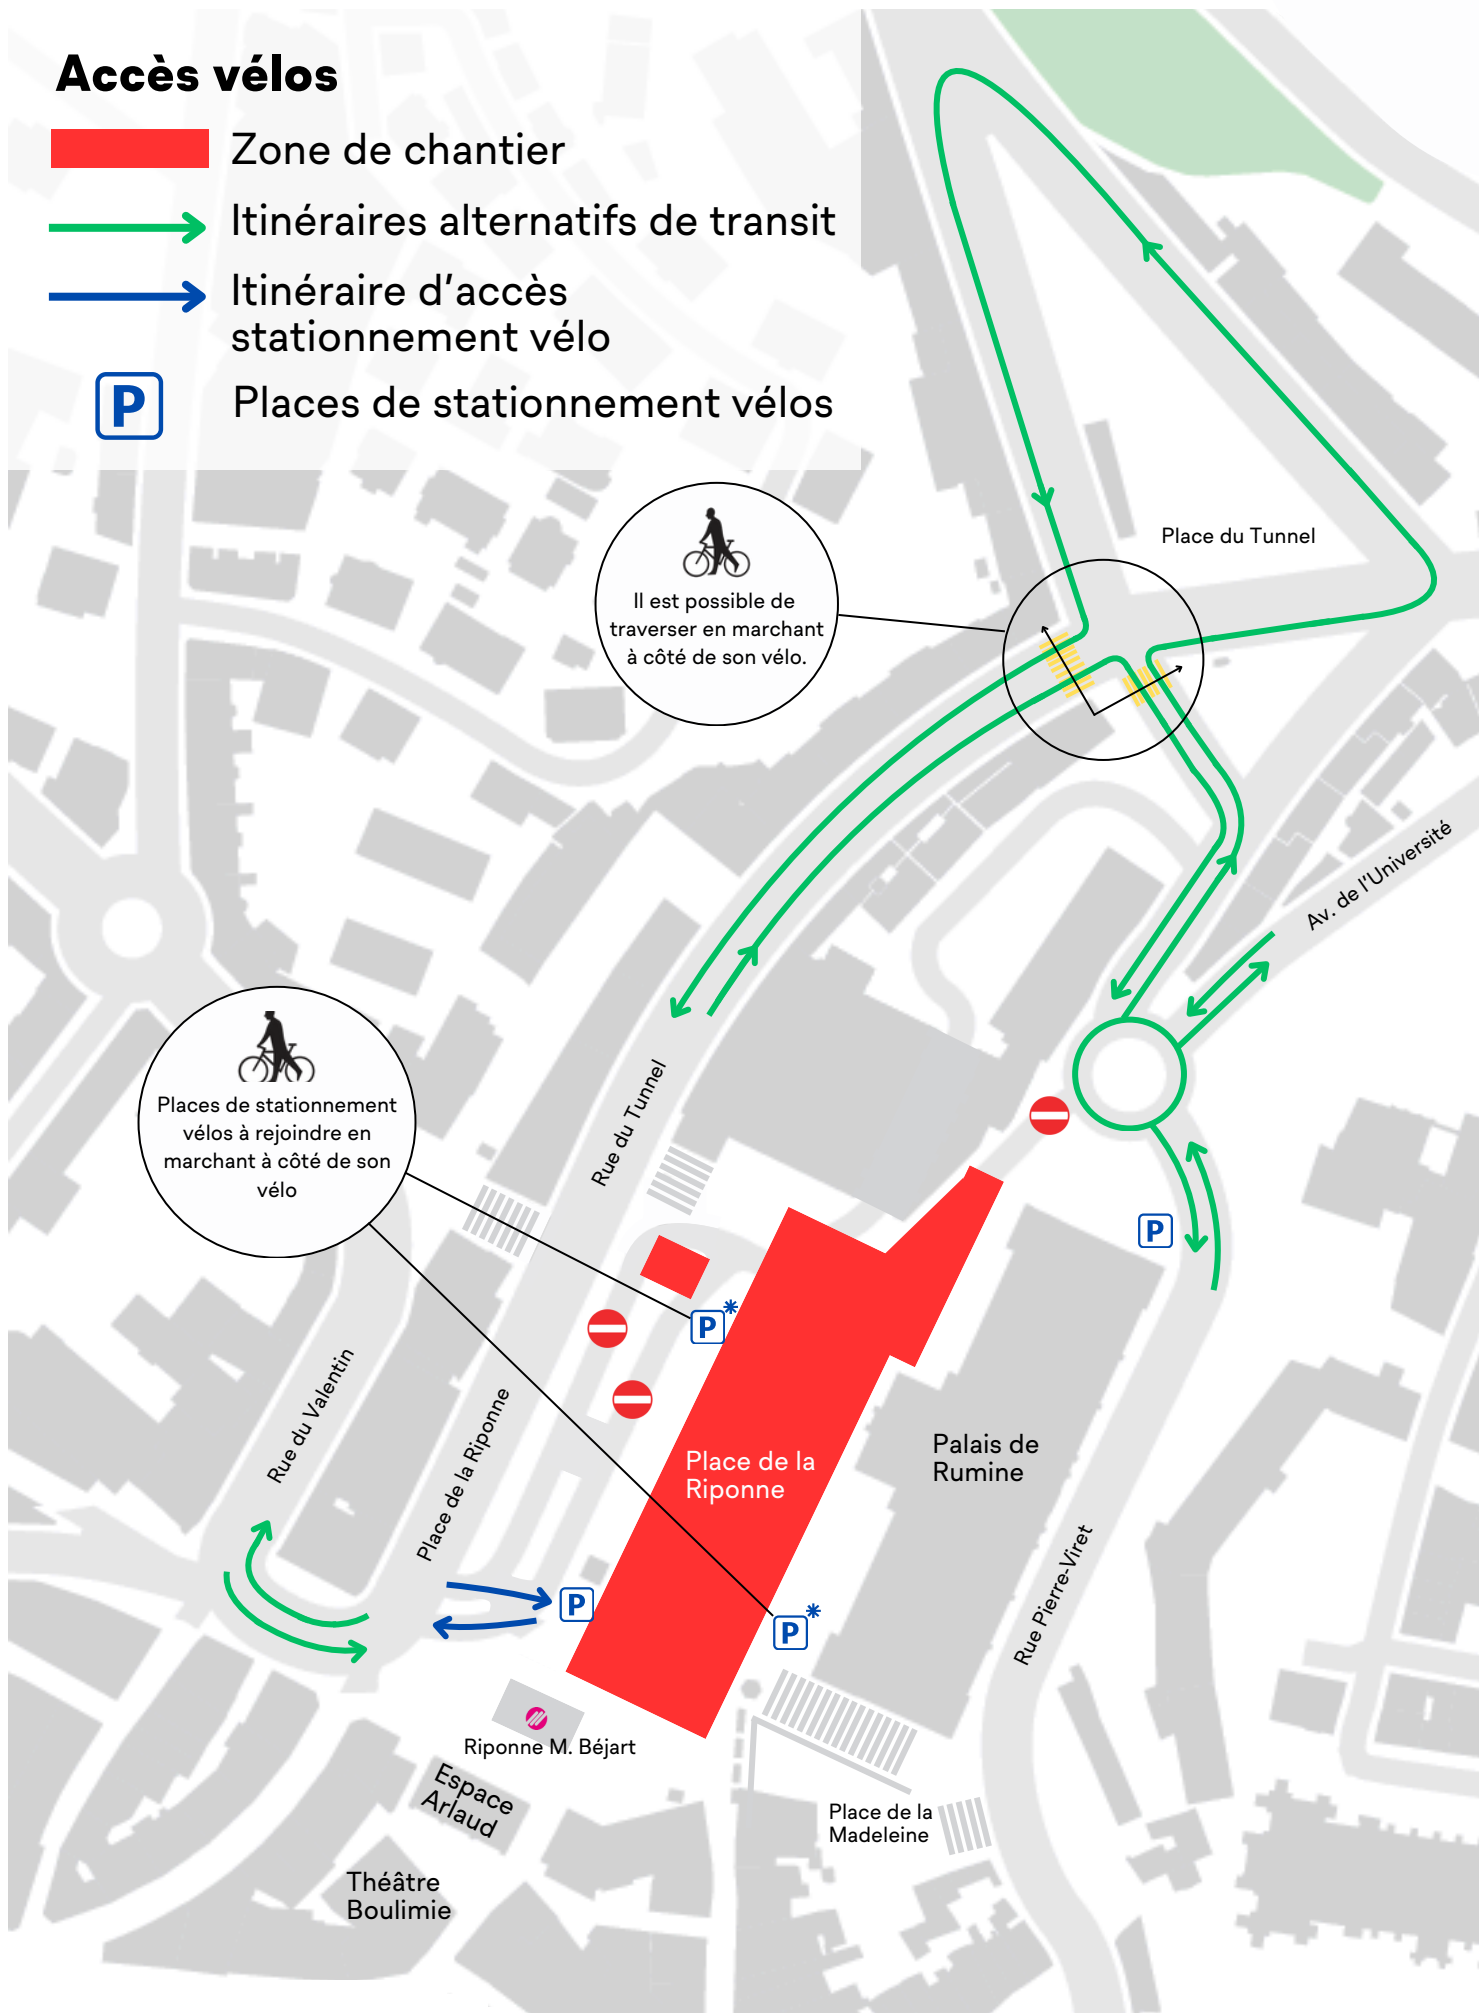 Accès vélos
Zone de chantier
Itinéraires alternatifs de transit
Itinéraire d'accès
stationnement vélo
P
Places de stationnement vélos
Il est possible de
traverser en marchant
à côté de son vélo.
Place du Tunnel
Av. de l'Université
Places de stationnement
vélos à rejoindre en
marchant à côté de son
vélo
Rue du Tunnel
P
P*
Rue du Valentin
Place de la Riponne
Place de la
Riponne
Palais de
Rumine
Rue Pierre-Viret
P
P*
Riponne M. Béjart
Espace
Arlaud
Place de la
Madeleine
Théâtre
Boulimie